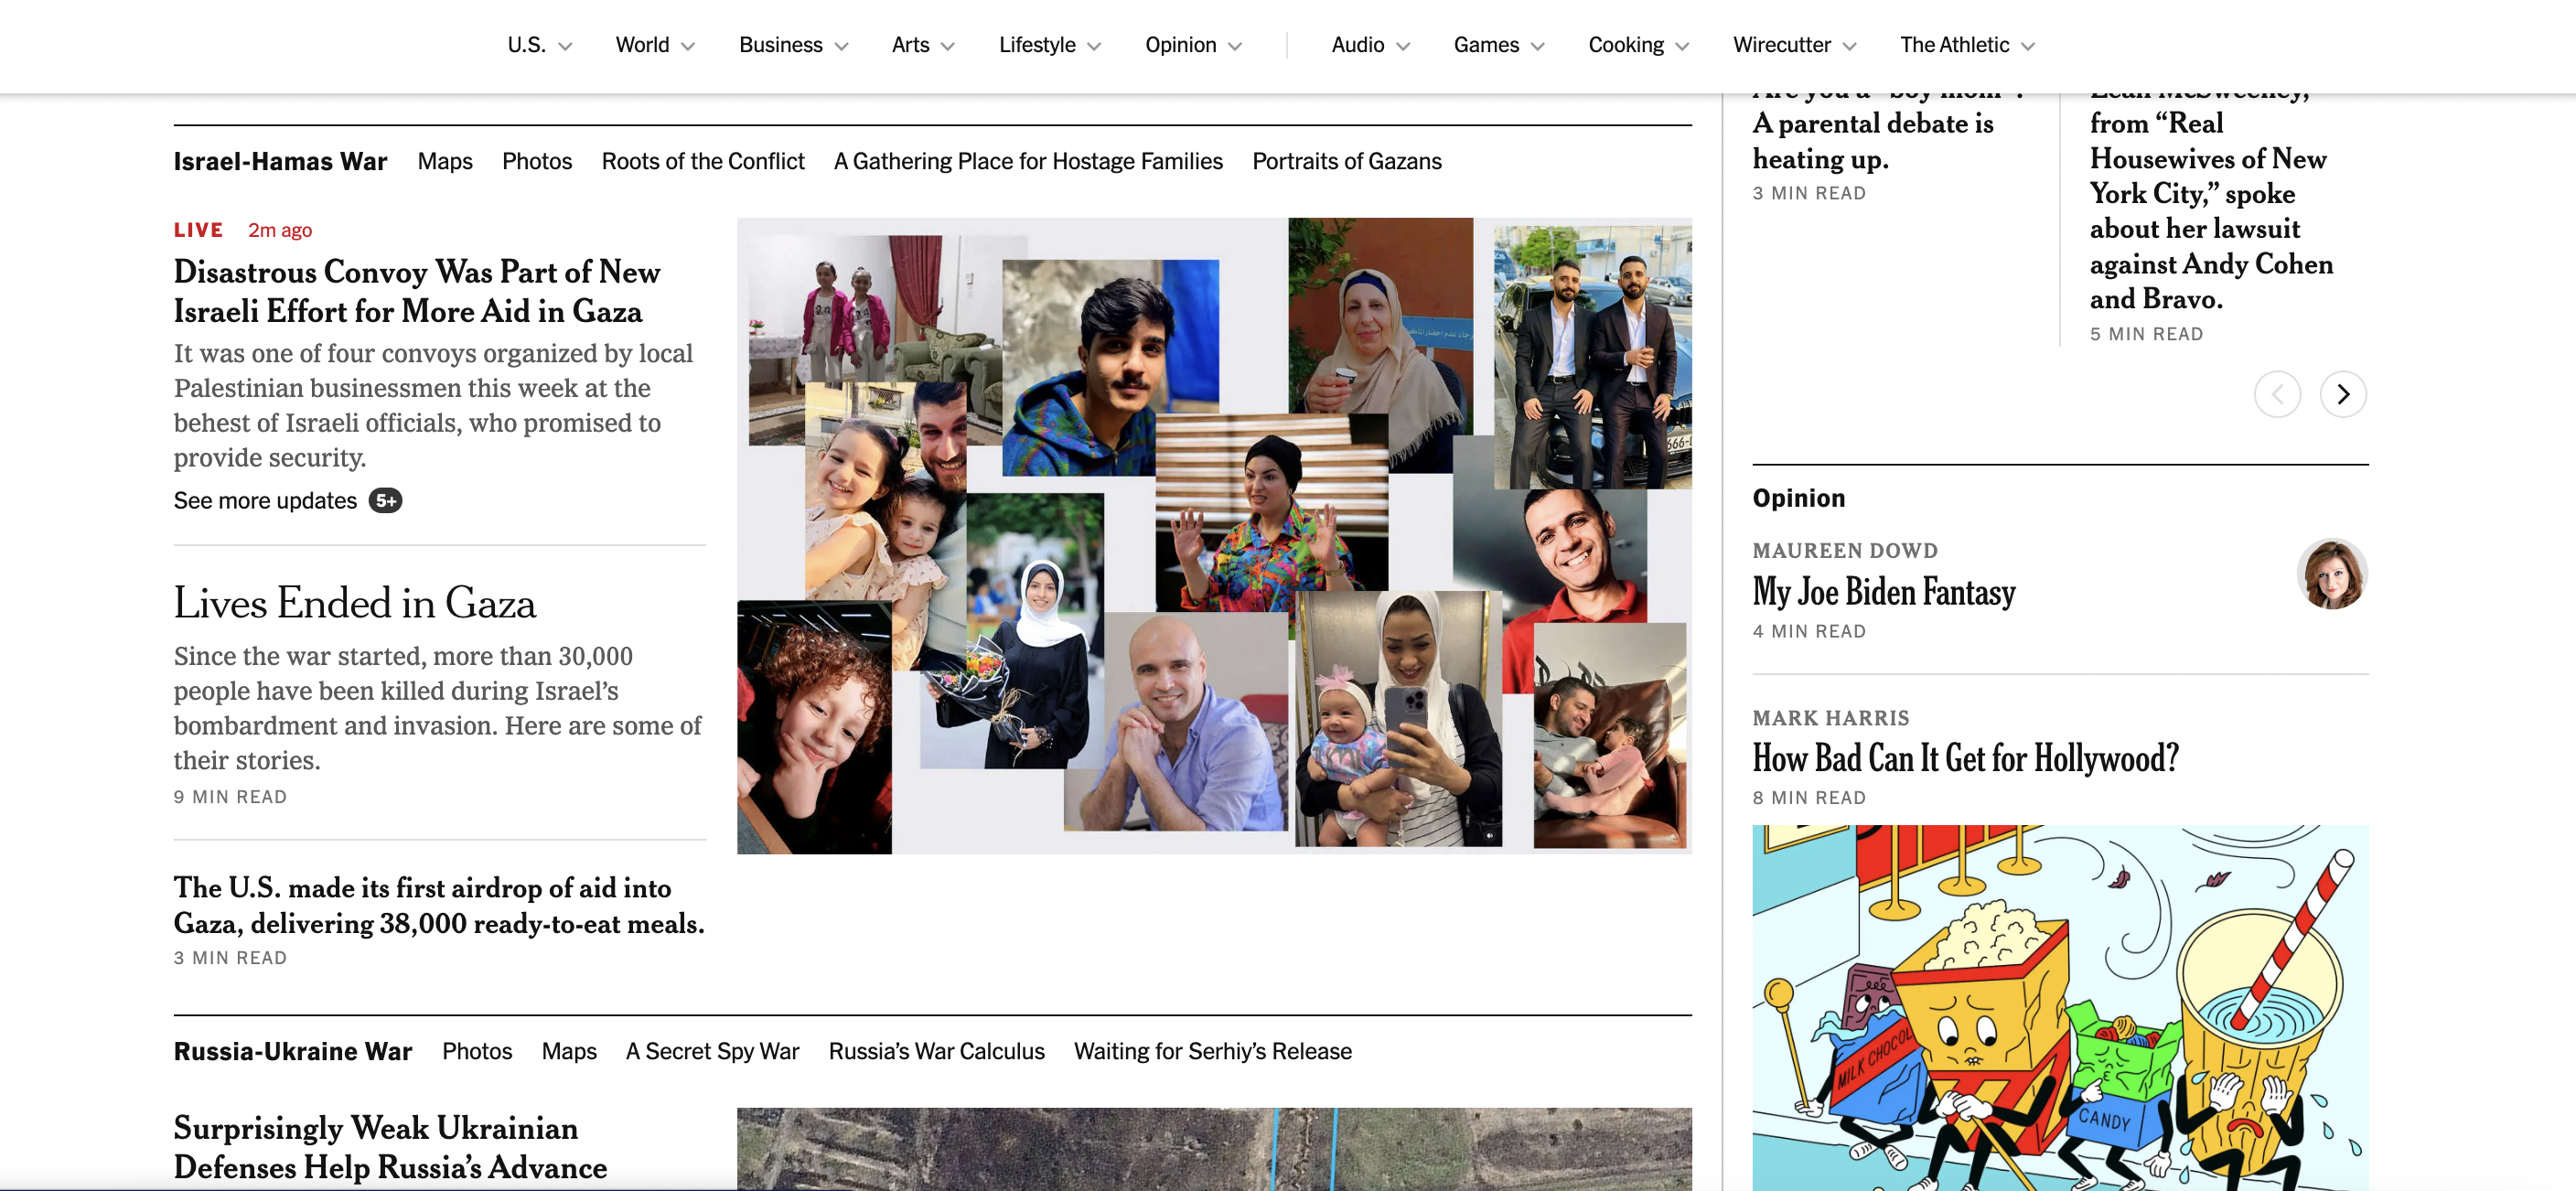 U.S. World Business Arts Lifestyle Opinion Audio Games Cooking Wirecutter The Athletic
Israel-Hamas War Maps Photos Roots of the Conflict A Gathering Place for Hostage Families Portraits of Gazans
LIVE 2m ago
Disastrous Convoy Was Part of New
Israeli Effort for More Aid in Gaza
It was one of four convoys organized by local
Palestinian businessmen this week at the
behest of Israeli officials, who promised to
provide security.
See more updates 5+
Lives Ended in Gaza
Since the war started, more than 30,000
people have been killed during Israel’s
bombardment and invasion. Here are some of
their stories.
9 MIN READ
The U.S. made its first airdrop of aid into
Gaza, delivering 38,000 ready-to-eat meals.
3 MIN READ
Russia-Ukraine War Photos Maps A Secret Spy War Russia’s War Calculus Waiting for Serhiy’s Release
Surprisingly Weak Ukrainian
Defenses Help Russia’s Advance
Are you a “boy mom”?
A parental debate is
heating up.
3 MIN READ
Leah McSweeney,
from “Real
Housewives of New
York City,” spoke
about her lawsuit
against Andy Cohen
and Bravo.
5 MIN READ
Opinion
MAUREEN DOWD
My Joe Biden Fantasy
4 MIN READ
MARK HARRIS
How Bad Can It Get for Hollywood?
8 MIN READ
MILK CHOCOL
CANDY